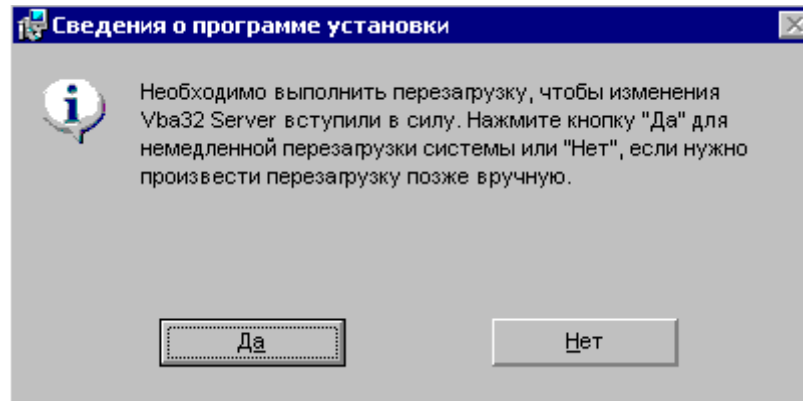 Сведения о программе установки
Необходимо выполнить перезагрузку, чтобы изменения
Vba32 Server вступили в силу. Нажмите кнопку "Да" для
немедленной перезагрузки системы или "Нет", если нужно
произвести перезагрузку позже вручную.
Да
Нет